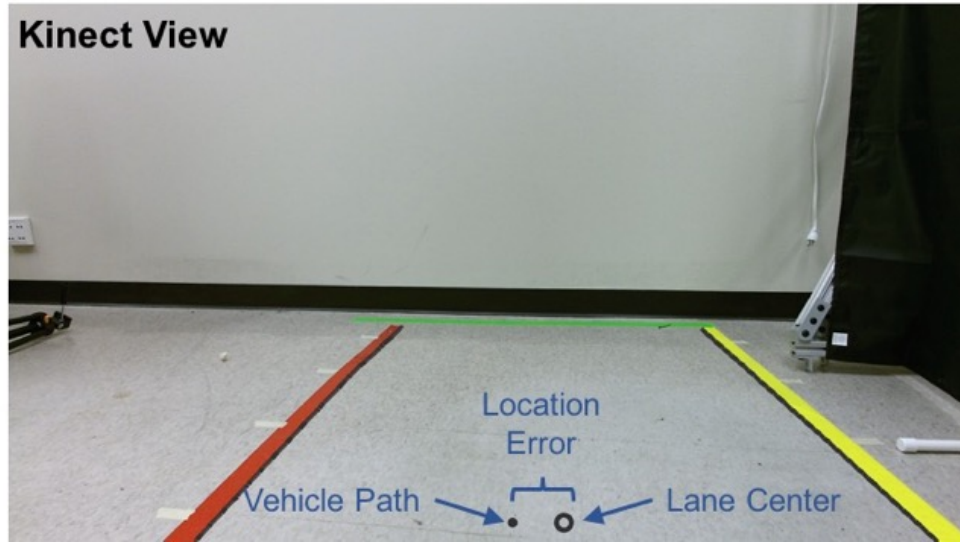 Kinect View
Location
Error
Vehicle Path
Lane Center